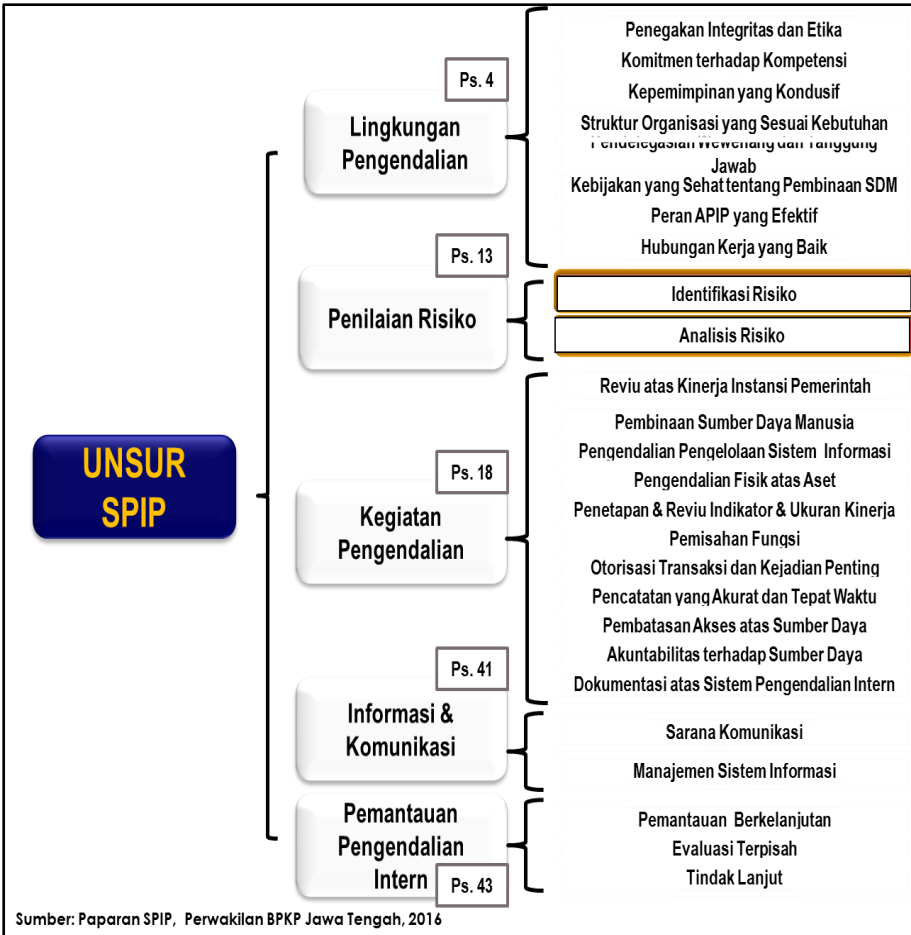 UNSUR
SPIP
Ps. 4
Lingkungan
Pengendalian
Penegakan Integritas dan Etika
Komitmen terhadap Kompetensi
Kepemimpinan yang Kondusif
Struktur Organisasi yang Sesuai Kebutuhan
Pendelegasian Wewenang dan Tanggung
Jawab
Kebijakan yang Sehat tentang Pembinaan SDM
Peran APIP yang Efektif
Hubungan Kerja yang Baik
Ps. 13
Penilaian Risiko
Identifikasi Risiko
Analisis Risiko
Ps. 18
Kegiatan
Pengendalian
Reviu atas Kinerja Instansi Pemerintah
Pembinaan Sumber Daya Manusia
Pengendalian Pengelolaan Sistem Informasi
Pengendalian Fisik atas Aset
Penetapan & Reviu Indikator & Ukuran Kinerja
Pemisahan Fungsi
Otorisasi Transaksi dan Kejadian Penting
Pencatatan yang Akurat dan Tepat Waktu
Pembatasan Akses atas Sumber Daya
Akuntabilitas terhadap Sumber Daya
Dokumentasi atas Sistem Pengendalian Intern
Ps. 41
Informasi &
Komunikasi
Sarana Komunikasi
Manajemen Sistem Informasi
Pemantauan
Pengendalian
Intern
Ps. 43
Pemantauan Berkelanjutan
Evaluasi Terpisah
Tindak Lanjut
Sumber: Paparan SPIP, Perwakilan BPKP Jawa Tengah, 2016